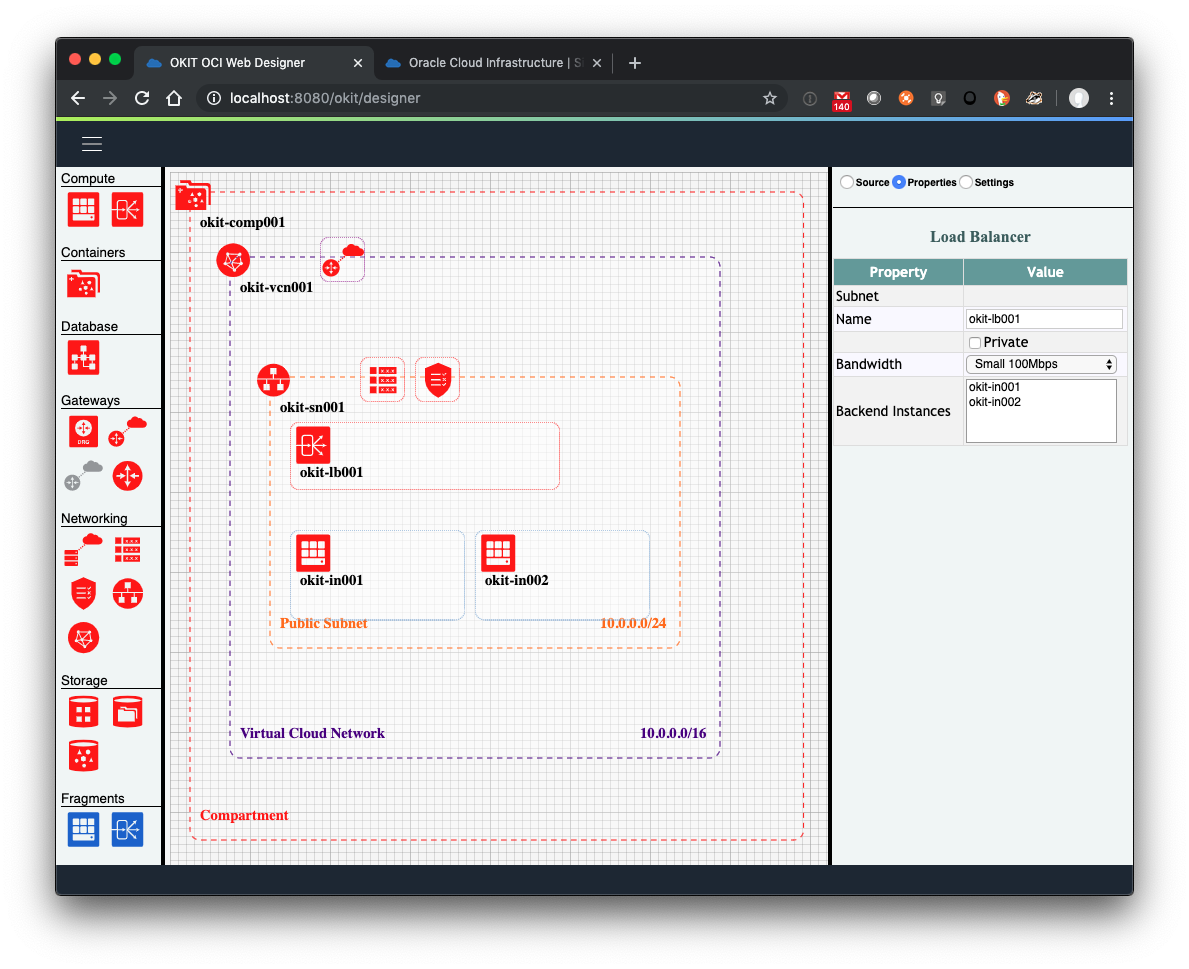 OKIT OCI Web Designer
Oracle Cloud Infrastructure | Si
localhost:8080/okit/designer
140
Compute
Containers
Database
Gateways
DRG
Networking
Storage
Fragments
okit-comp001
okit-vcn001
okit-sn001
okit-lb001
okit-in001
okit-in002
Public Subnet
10.0.0.0/24
Virtual Cloud Network
10.0.0.0/16
Compartment
Source Properties Settings
Load Balancer
Property Value
Subnet
Name okit-lb001
Private
Bandwidth Small 100Mbps
Backend Instances
okit-in001
okit-in002